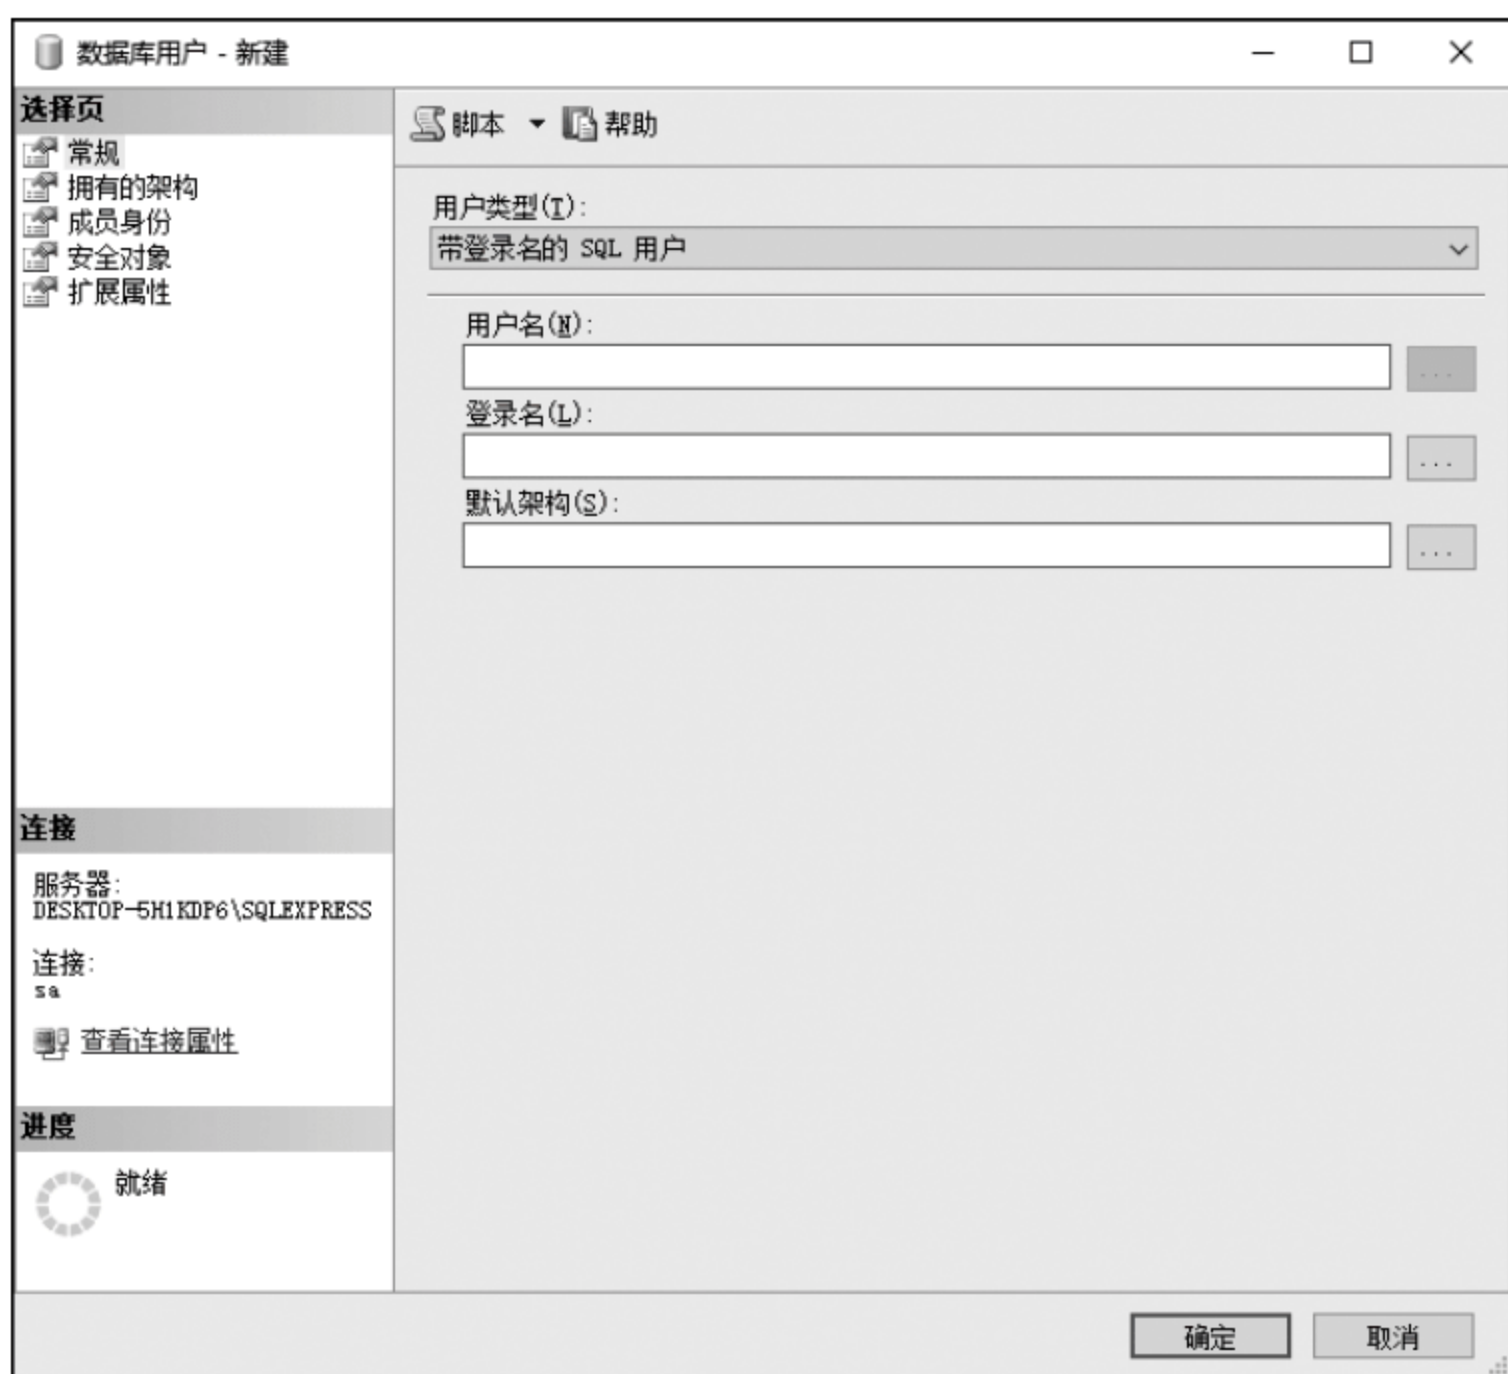 数据库用户 - 新建
选择页
常规
拥有的架构
成员身份
安全对象
扩展属性
脚本
帮助
用户类型(T):
带登录名的 SQL 用户
用户名(N):
...
登录名(L):
...
默认架构(S):
...
连接
服务器:
DESKTOP-5H1KDP6\SQLEXPRESS
连接:
sa
查看连接属性
进度
就绪
确定
取消